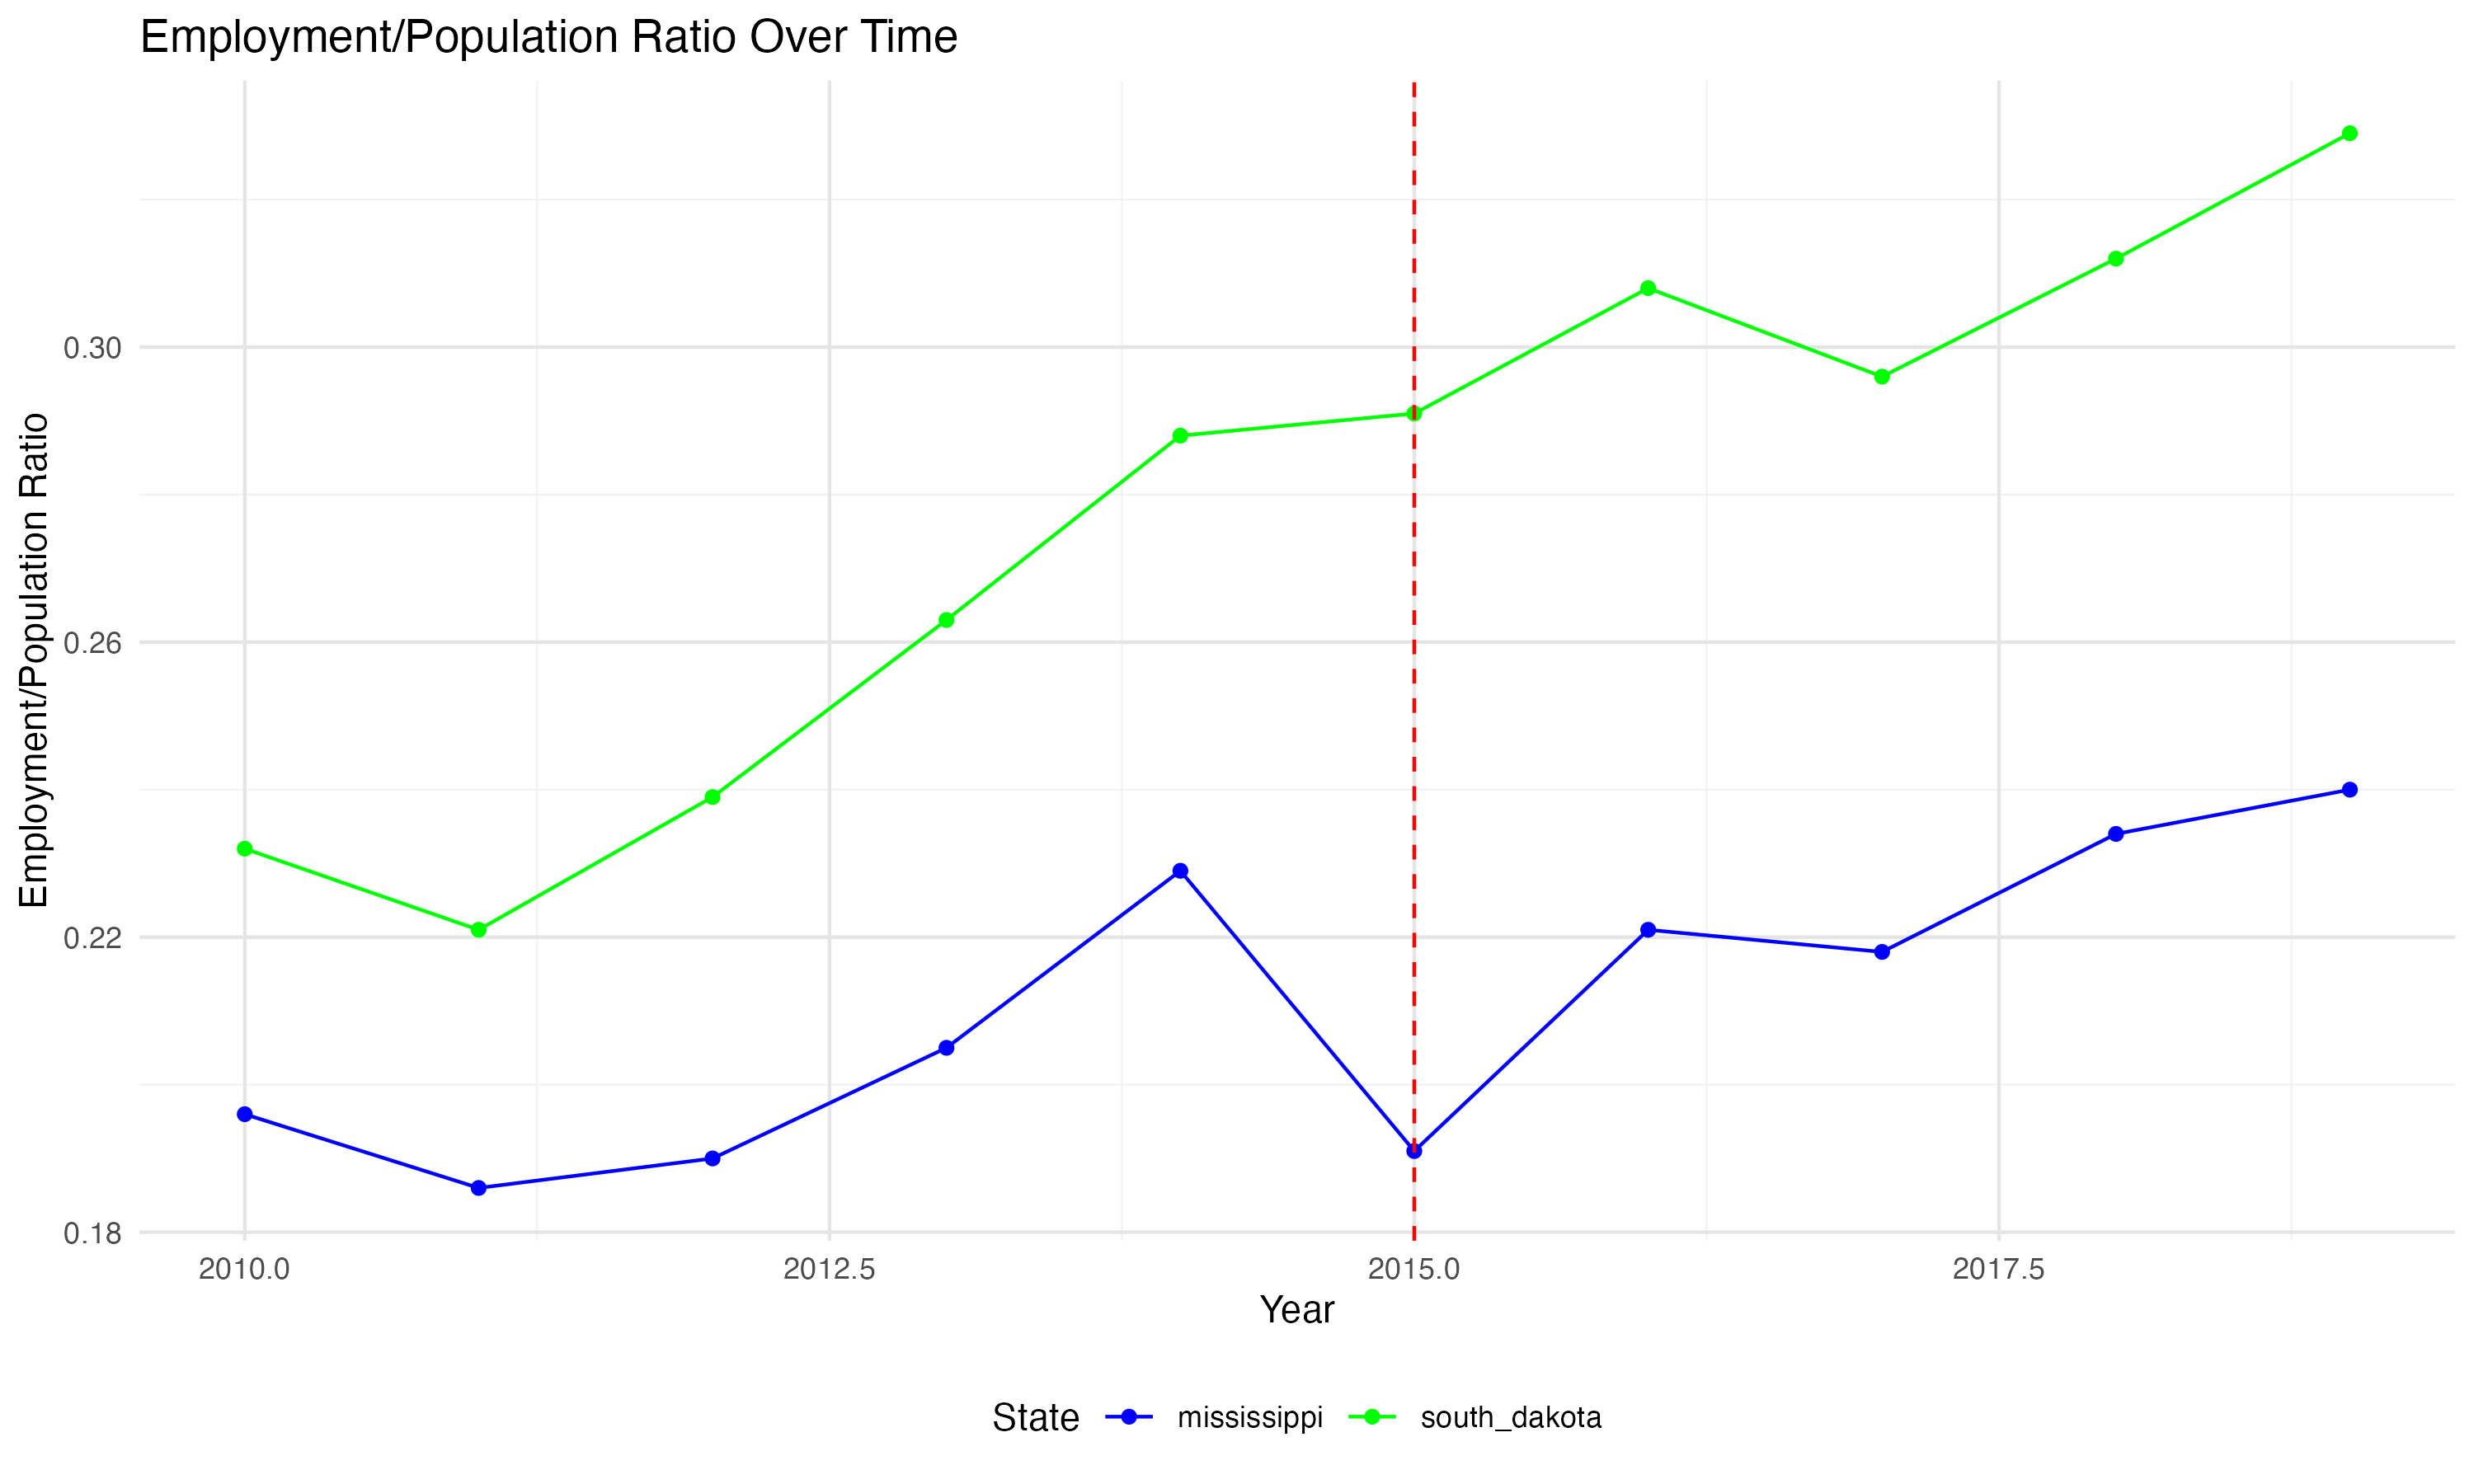 Employment/Population Ratio Over Time
Employment/Population Ratio
0.30
0.26
0.22
0.18
2010.0 2012.5 2015.0 2017.5
Year
State mississippi south_dakota